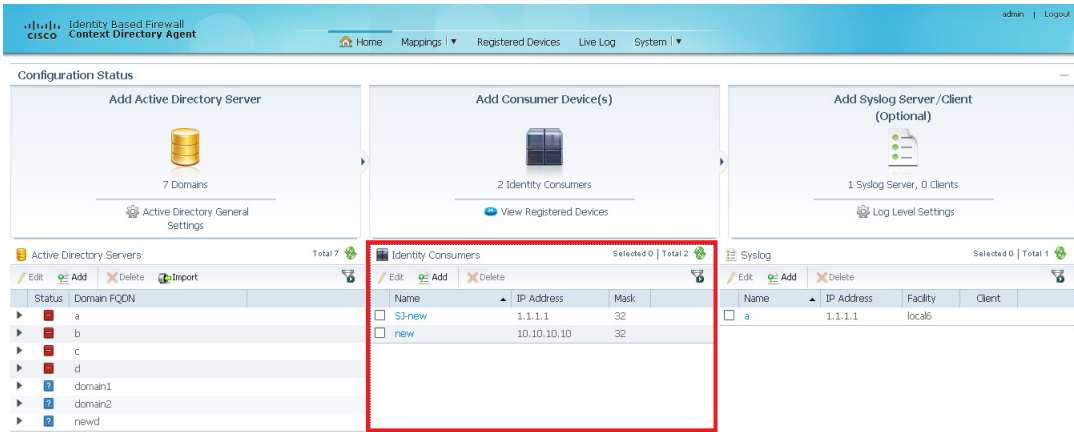 admin | Logout
CISCO Identity Based Firewall
Context Directory Agent
Home Mappings | Registered Devices Live Log System |
Configuration Status
Add Active Directory Server
7 Domains
Active Directory General
Settings
Add Consumer Device(s)
2 Identity Consumers
View Registered Devices
Add Syslog Server/Client
(Optional)
1 Syslog Server, 0 Clients
Log Level Settings
Active Directory Servers Total 7
Edit Add Delete Import
Status Domain FQDN
a
b
c
d
? domain1
? domain2
? newd
Identity Consumers Selected 0 | Total 2
Edit Add Delete
Name IP Address Mask
SJ-new 1.1.1.1 32
new 10.10.10.10 32
Syslog Selected 0 | Total 1
Edit Add Delete
Name IP Address Facility Client
a 1.1.1.1 local6